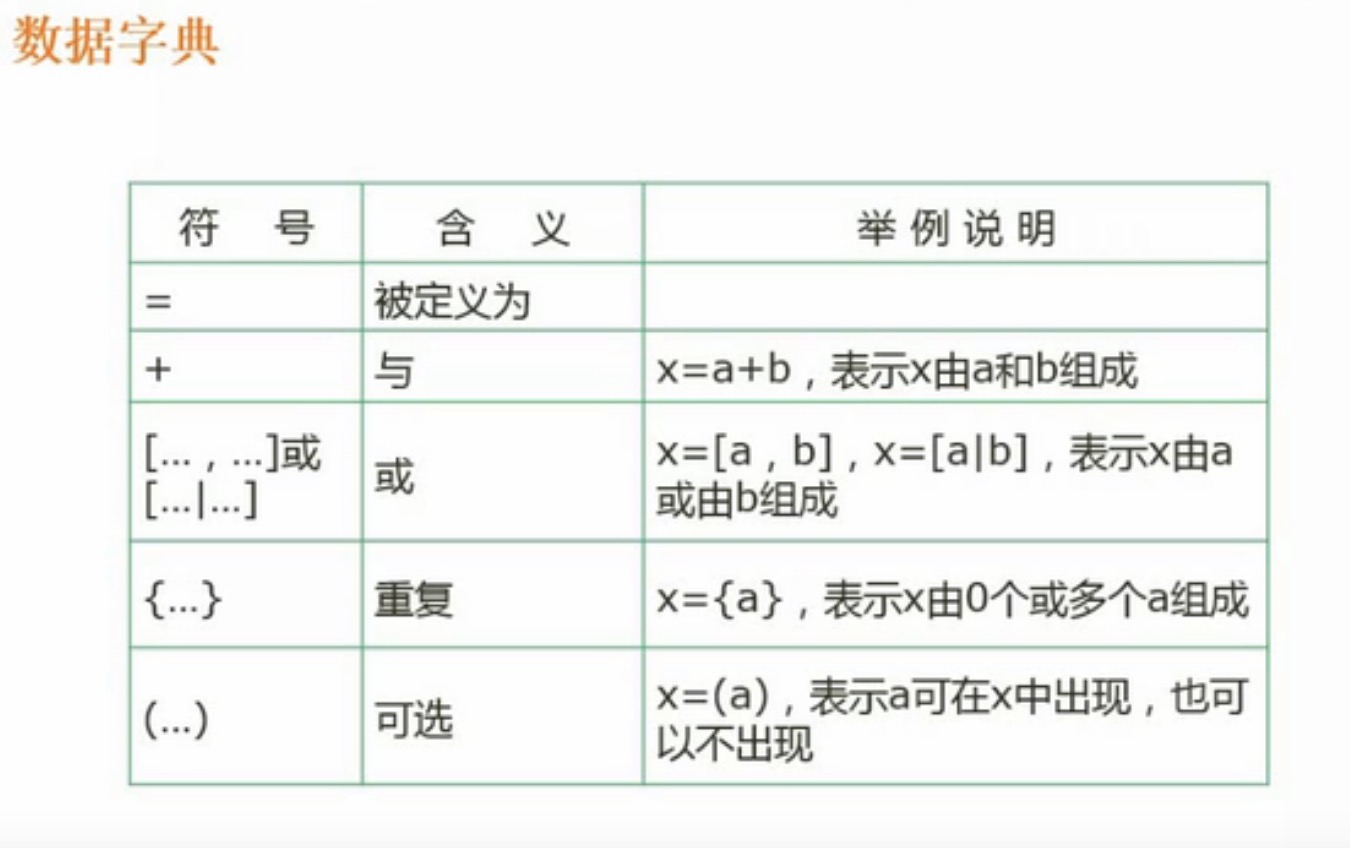 数据字典
符 号 含 义 举例说明
= 被定义为
+ 与 x=a+b，表示x由a和b组成
[...，...]或
[...|...]
或
x=[a，b]，x=[a|b]，表示x由a
或由b组成
{...} 重复 x={a}，表示x由0个或多个a组成
(...) 可选
x=(a)，表示a可在x中出现，也可
以不出现